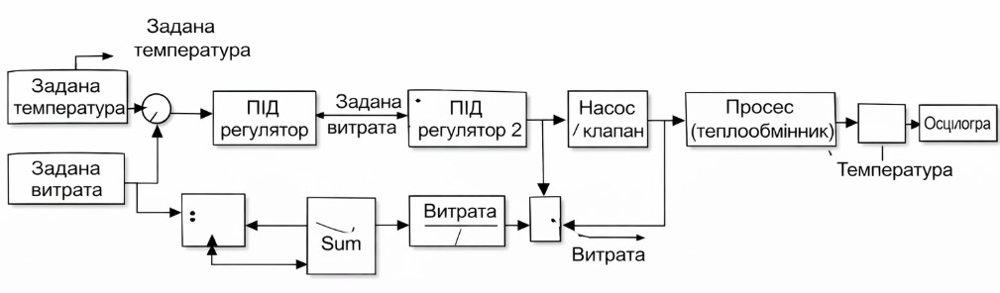 Задана
температура
Задана
температура
ПІД
регулятор
Задана
витрата
ПІД
регулятор 2
Насос
/ клапан
Просес
(теплообмінник)
Осцілогра
Температура
Задана
витрата
:
Sum
Витрата
/
Витрата